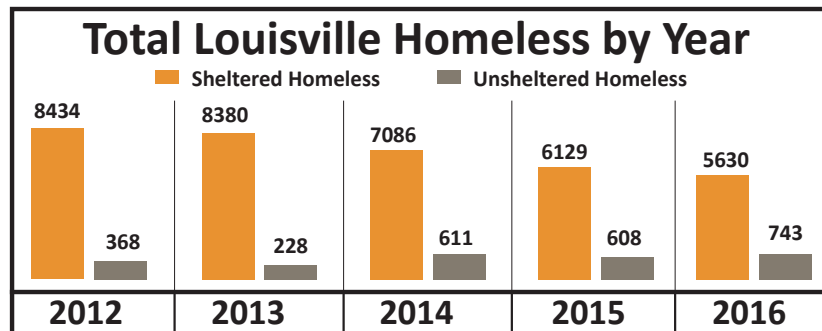 Total Louisville Homeless by Year
Sheltered Homeless Unsheltered Homeless
8434 368 8380 228 7086 611 6129 608 5630 743
2012 2013 2014 2015 2016